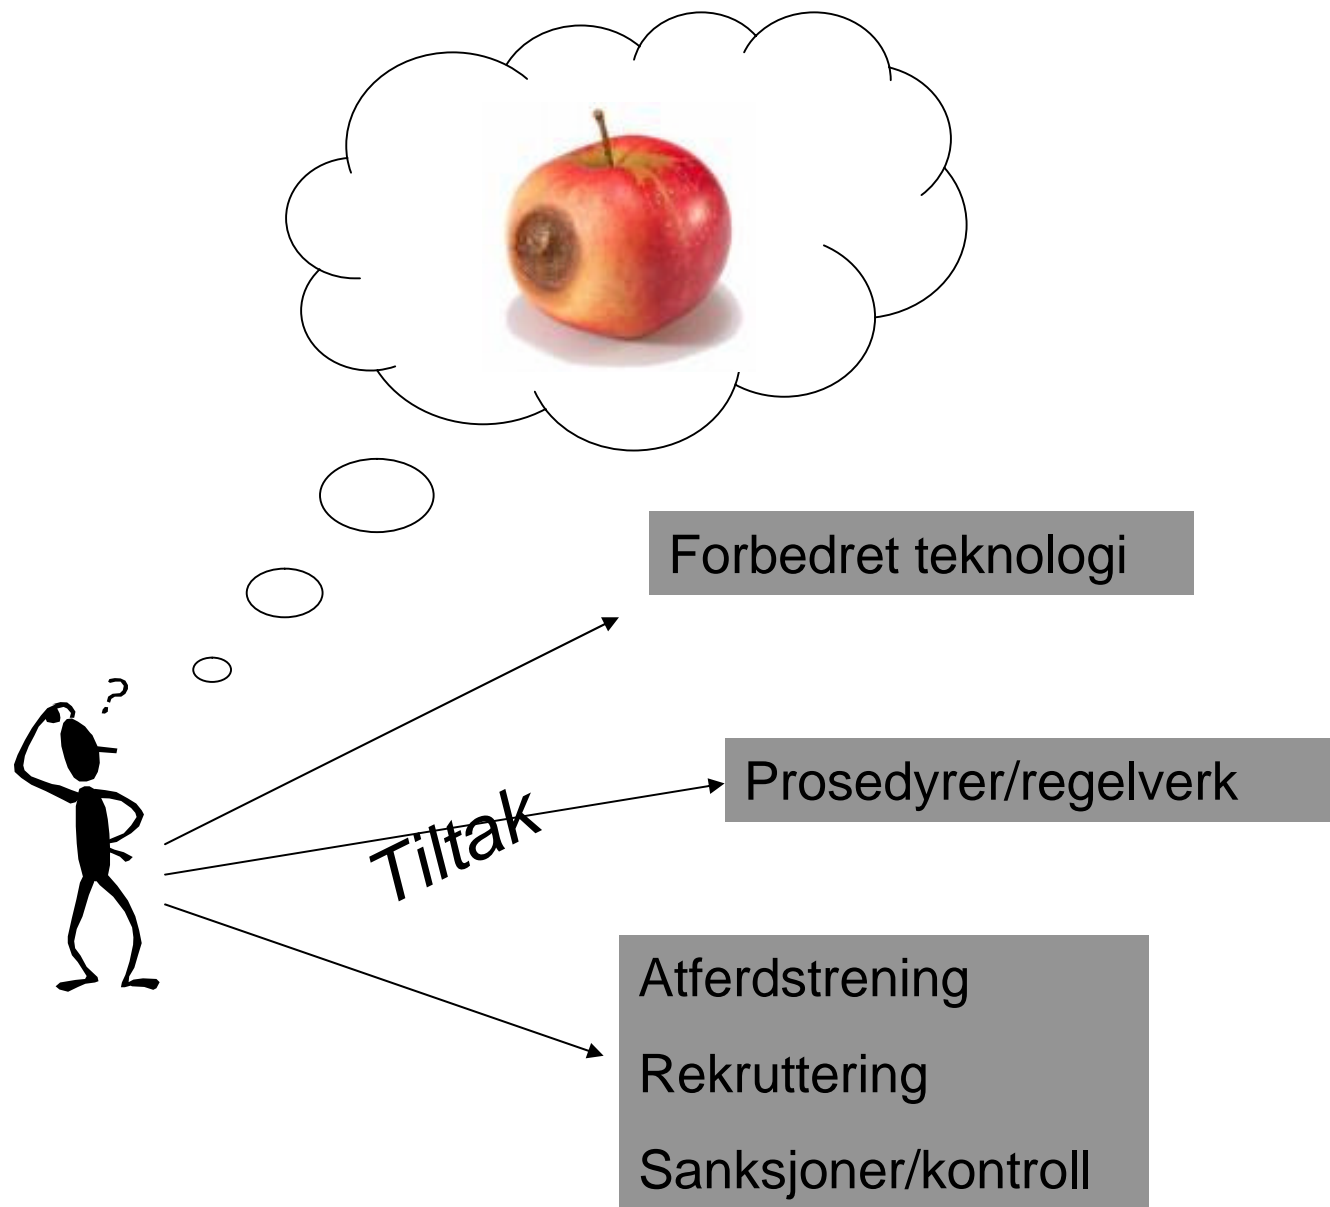 ?
Forbedret teknologi
Prosedyrer/regelverk
Tiltak
Atferdstrening
Rekruttering
Sanksjoner/kontroll